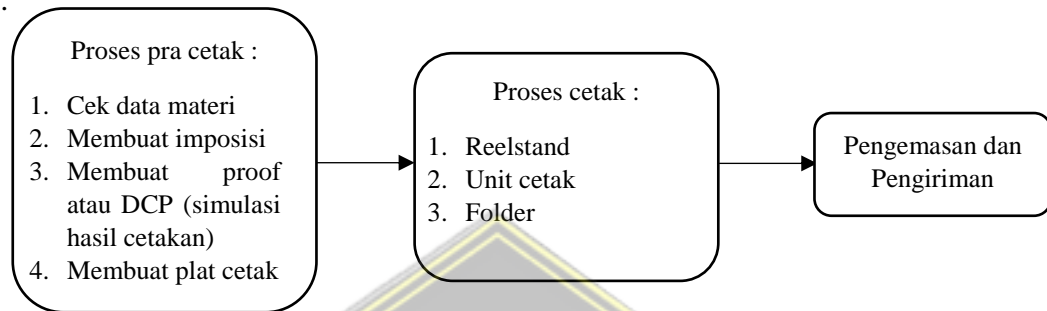 .
Proses pra cetak :
1. Cek data materi
2. Membuat imposisi
3. Membuat proof
atau DCP (simulasi
hasil cetakan)
4. Membuat plat cetak
Proses cetak :
1. Reelstand
2. Unit cetak
3. Folder
Pengemasan dan
Pengiriman